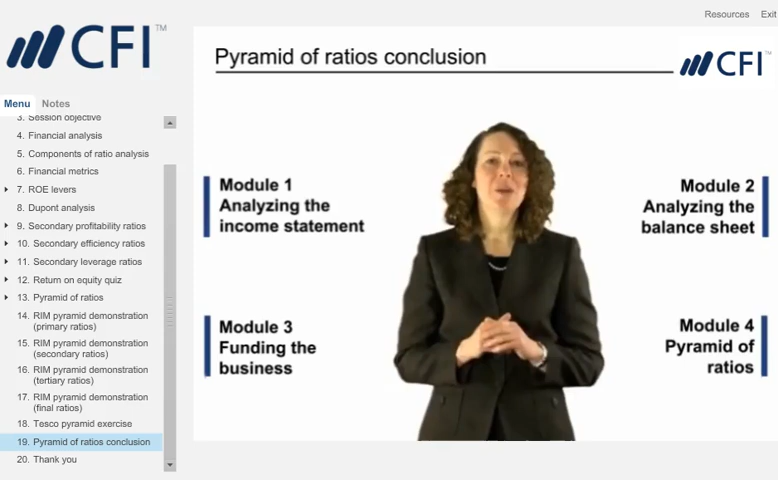 Resources Exit
CFI™
Pyramid of ratios conclusion
CFI™
Menu Notes
3. Session objective
4. Financial analysis
5. Components of ratio analysis
6. Financial metrics
7. ROE levers
8. Dupont analysis
9. Secondary profitability ratios
10. Secondary efficiency ratios
11. Secondary leverage ratios
12. Return on equity quiz
13. Pyramid of ratios
14. RIM pyramid demonstration
(primary ratios)
15. RIM pyramid demonstration
(secondary ratios)
16. RIM pyramid demonstration
(tertiary ratios)
17. RIM pyramid demonstration
(final ratios)
18. Tesco pyramid exercise
19. Pyramid of ratios conclusion
20. Thank you
Module 1
Analyzing the
income statement
Module 2
Analyzing the
balance sheet
Module 3
Funding the
business
Module 4
Pyramid of
ratios